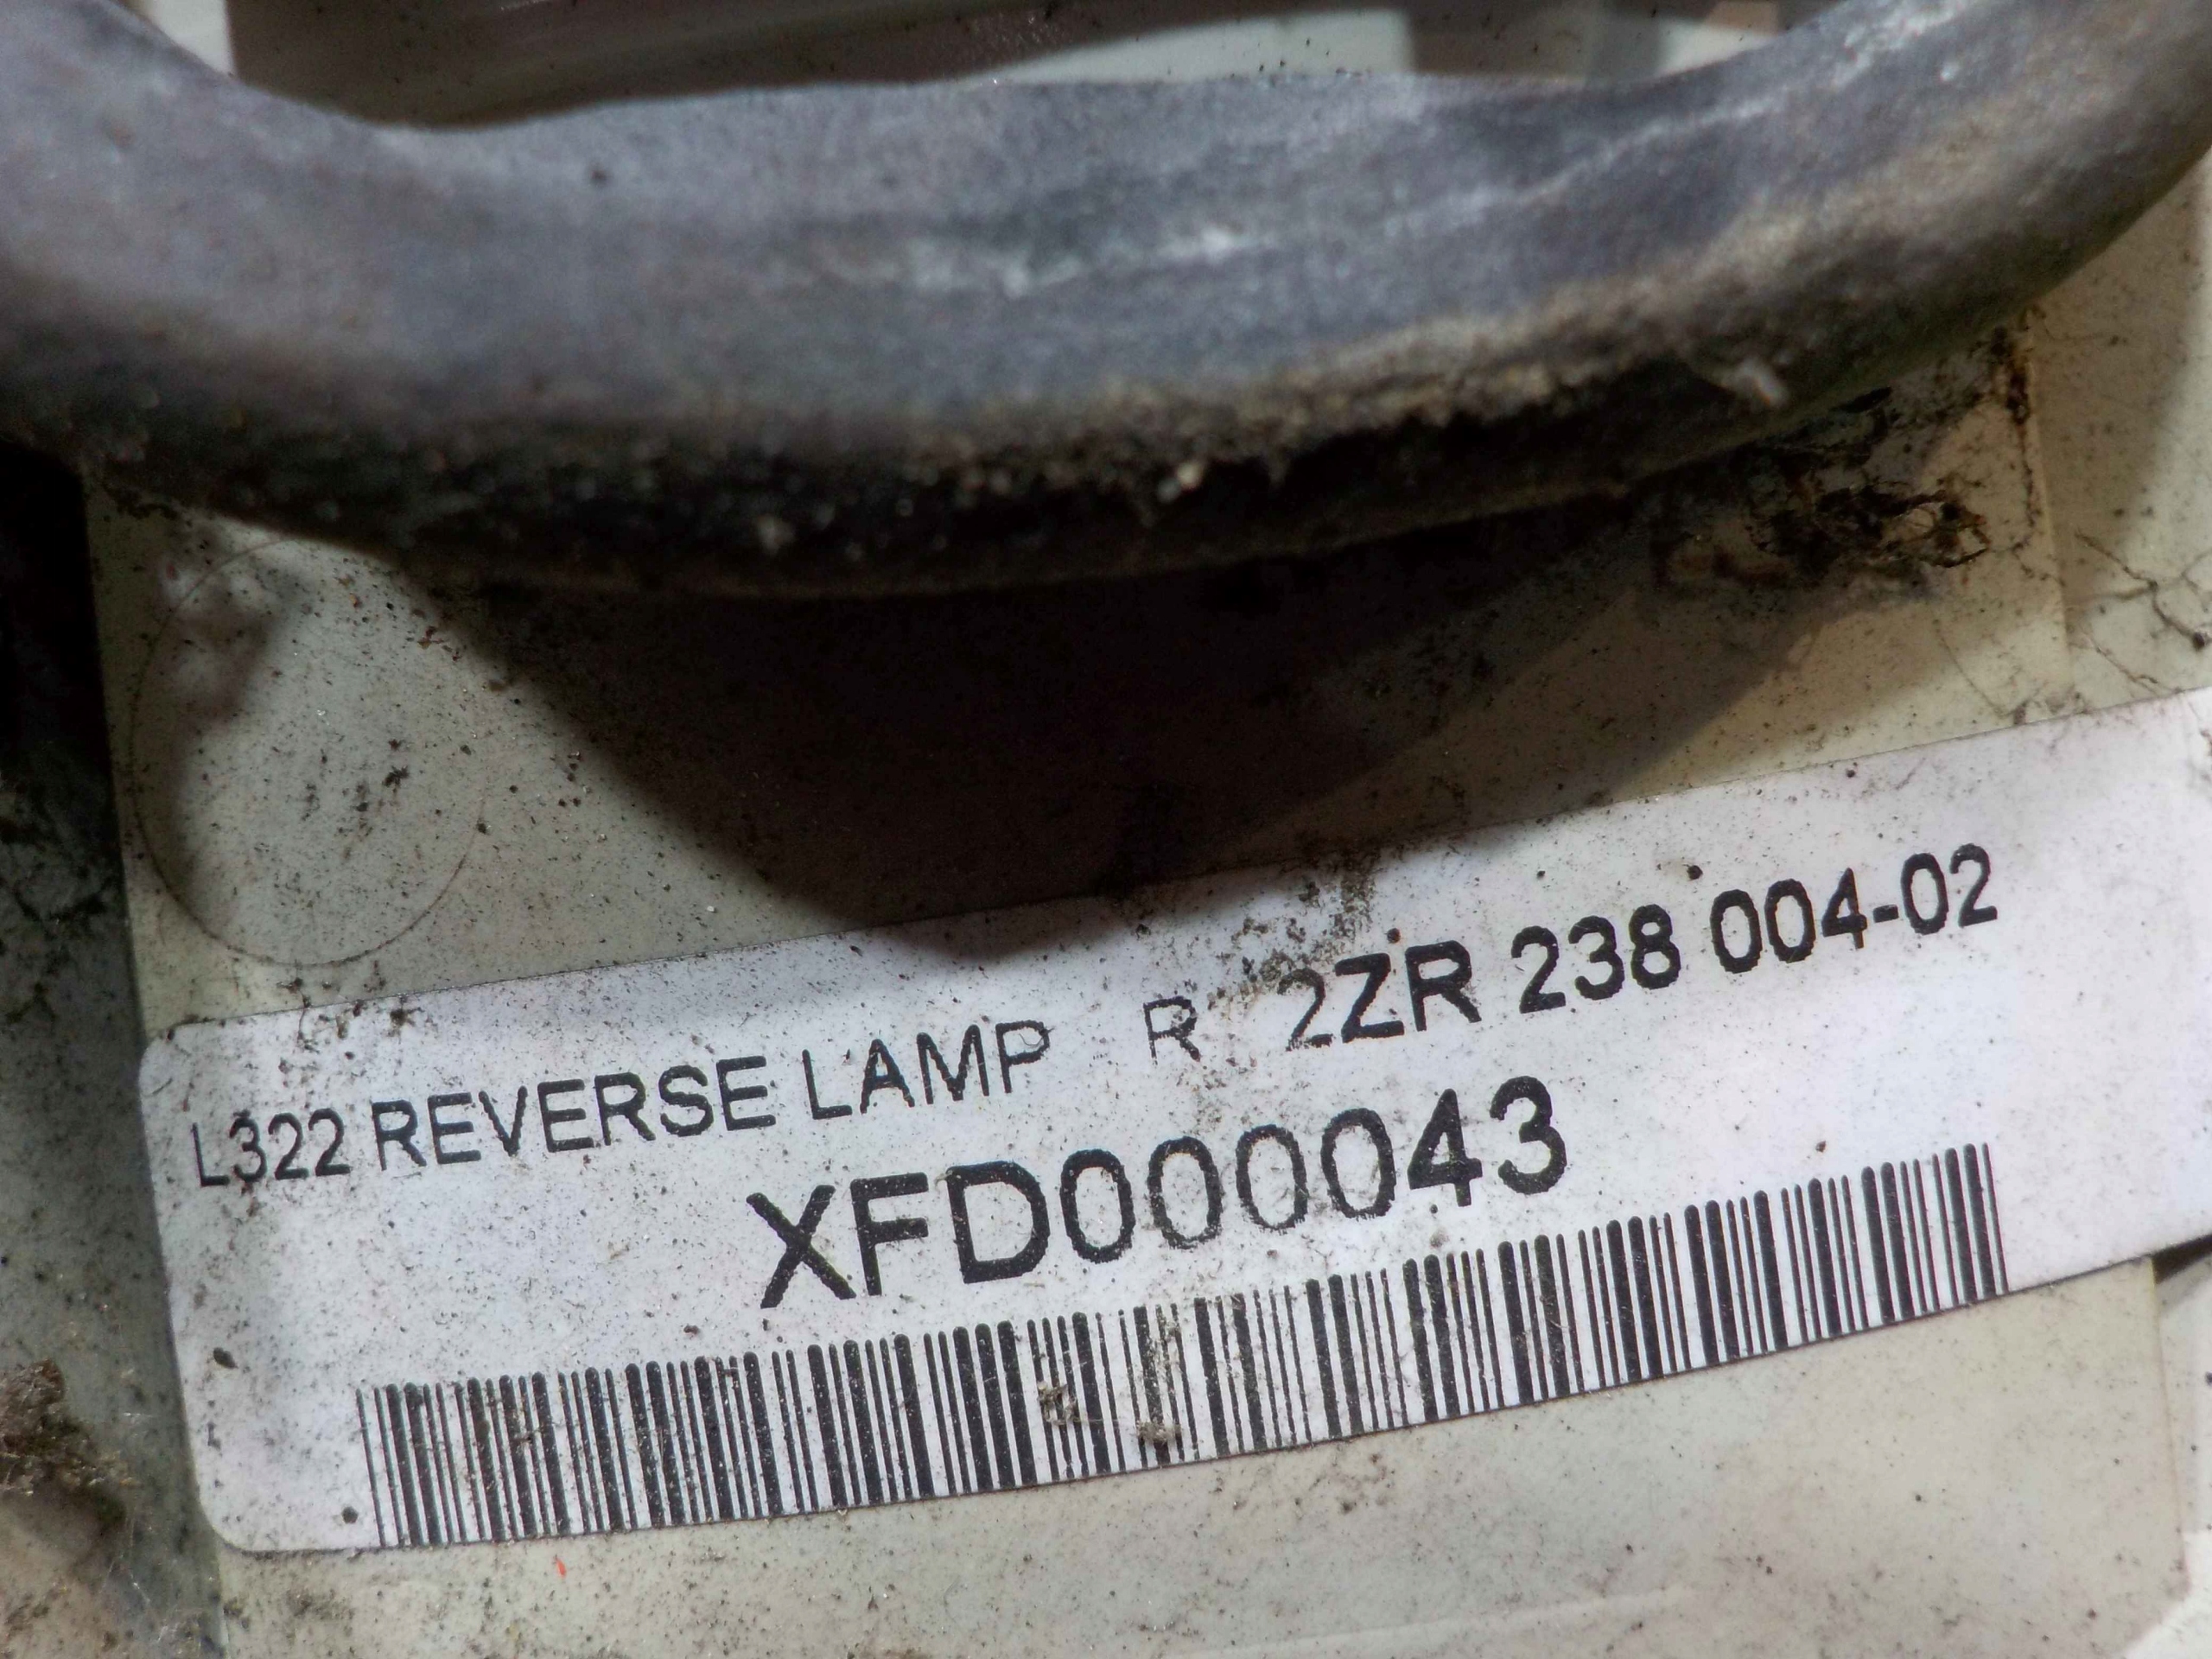 L322 REVERSE LAMP R 2ZR 238 004-02
XFD000043